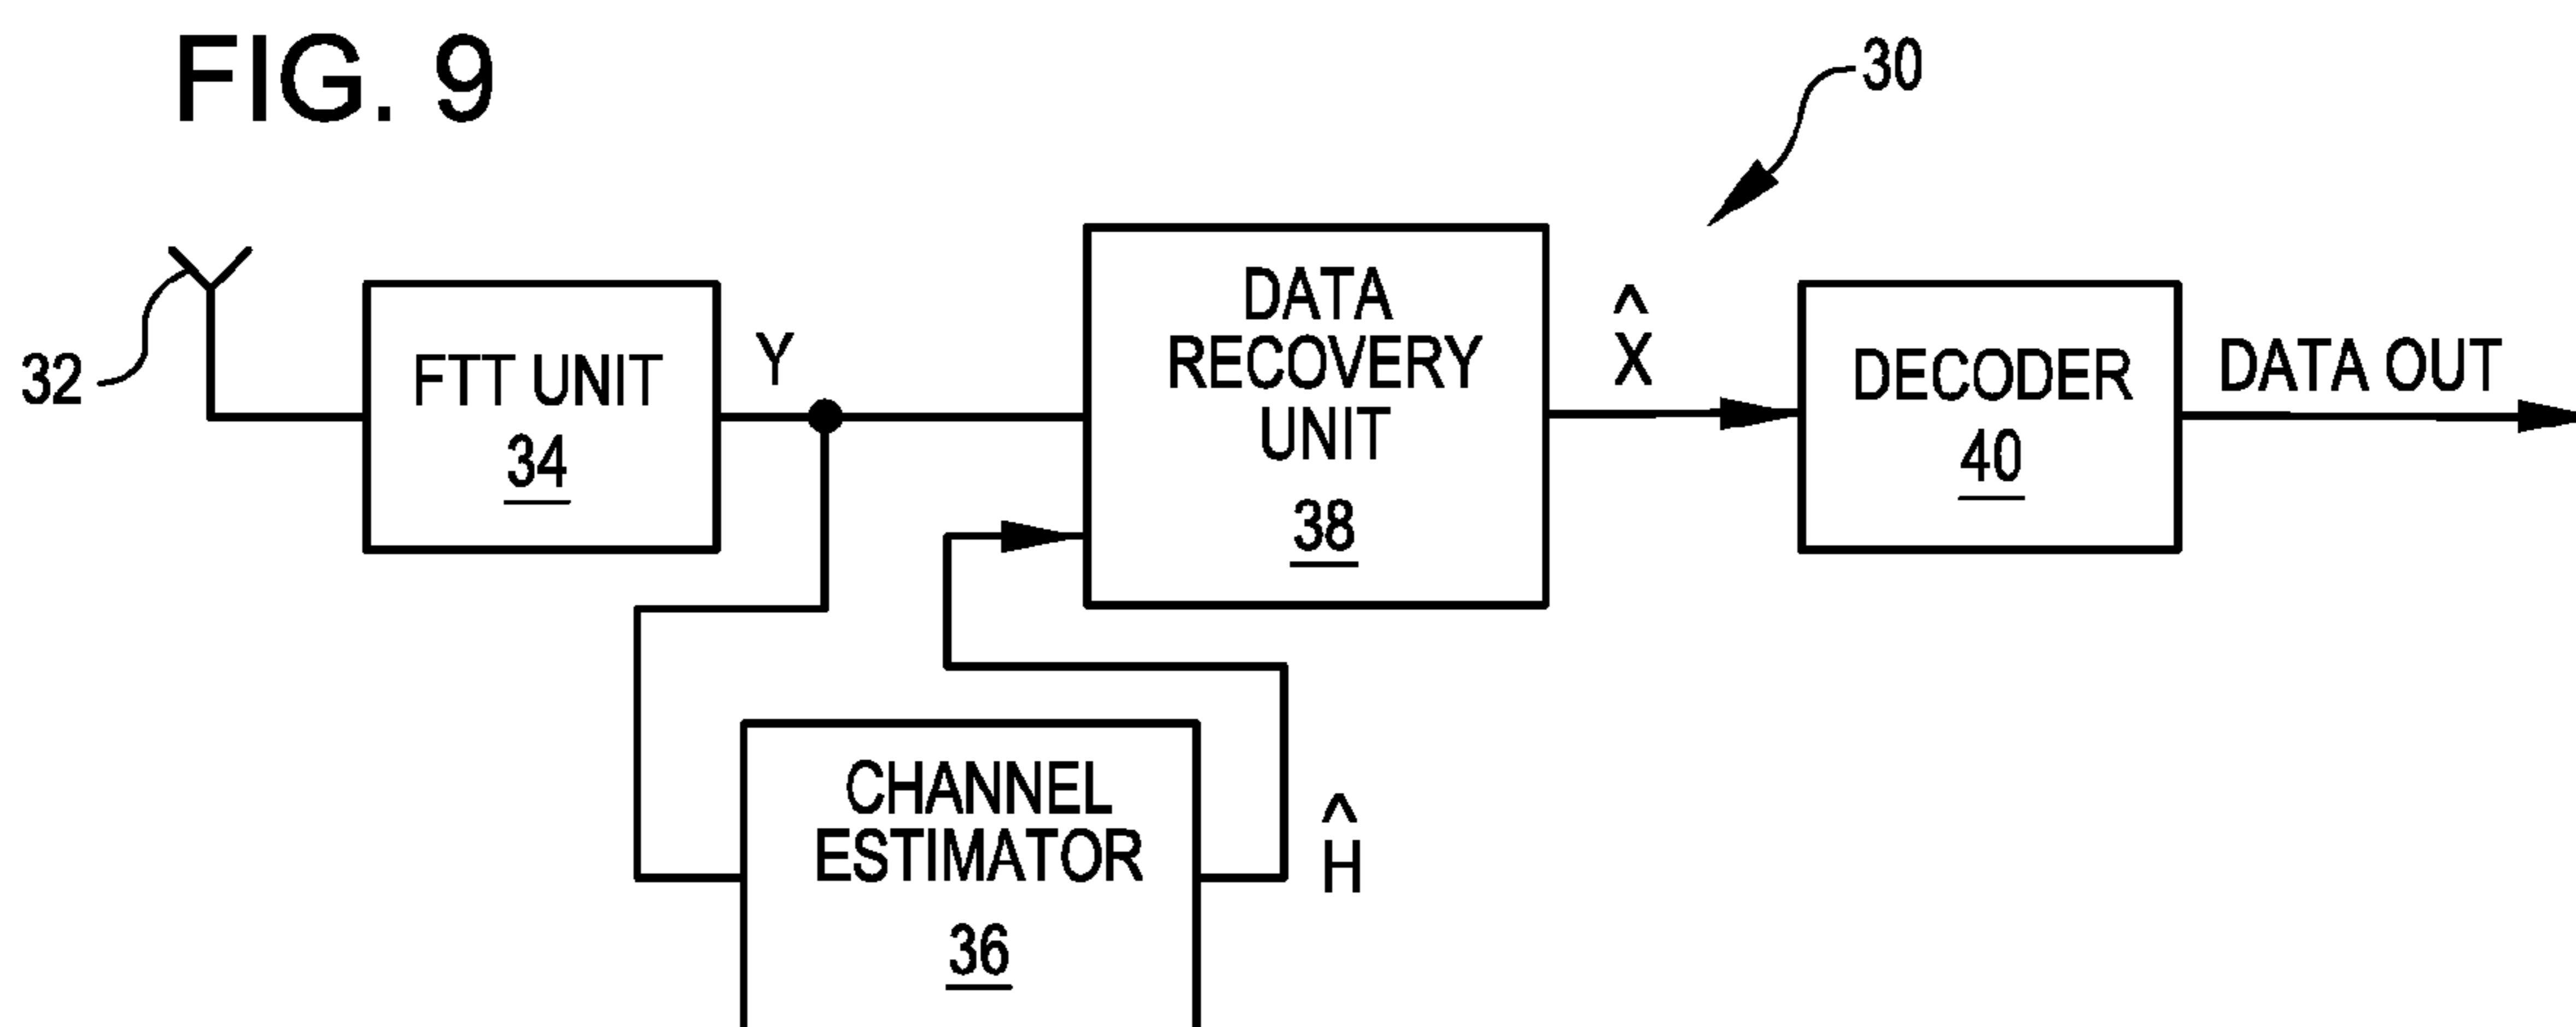 FIG. 9
30
32
FTT UNIT
34
Y
DATA
RECOVERY
UNIT
38
^
X
DECODER
40
DATA OUT
CHANNEL
ESTIMATOR
36
^
H